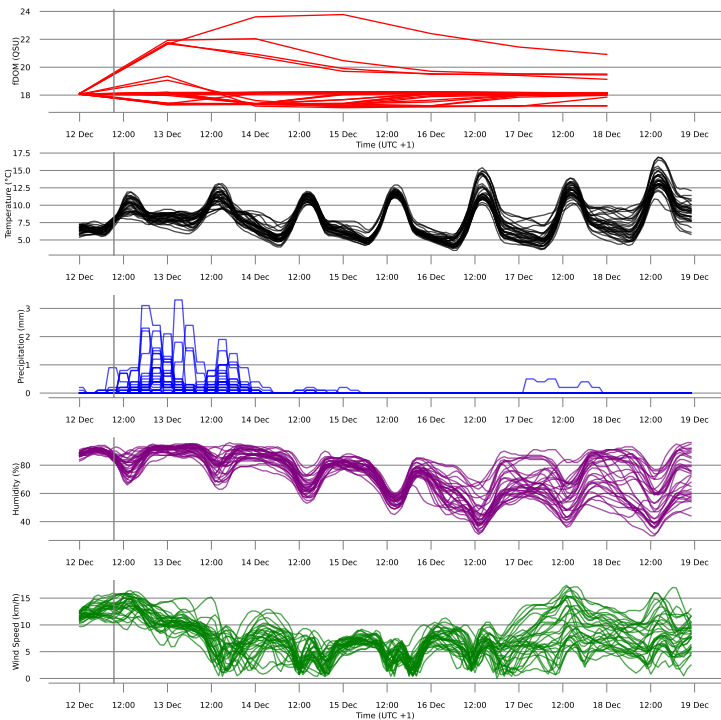 24
22
20
18
fDOM (QSU)
12 Dec 12:00 13 Dec 12:00 14 Dec 12:00 15 Dec 12:00 16 Dec 12:00 17 Dec 12:00 18 Dec 12:00 19 Dec
Time (UTC +1)
17.5
15.0
12.5
10.0
7.5
5.0
Temperature (°C)
12 Dec 12:00 13 Dec 12:00 14 Dec 12:00 15 Dec 12:00 16 Dec 12:00 17 Dec 12:00 18 Dec 12:00 19 Dec
3
2
1
0
Precipitation (mm)
12 Dec 12:00 13 Dec 12:00 14 Dec 12:00 15 Dec 12:00 16 Dec 12:00 17 Dec 12:00 18 Dec 12:00 19 Dec
80
60
40
Humidity (%)
12 Dec 12:00 13 Dec 12:00 14 Dec 12:00 15 Dec 12:00 16 Dec 12:00 17 Dec 12:00 18 Dec 12:00 19 Dec
15
10
5
0
Wind Speed (km/h)
12 Dec 12:00 13 Dec 12:00 14 Dec 12:00 15 Dec 12:00 16 Dec 12:00 17 Dec 12:00 18 Dec 12:00 19 Dec
Time (UTC +1)